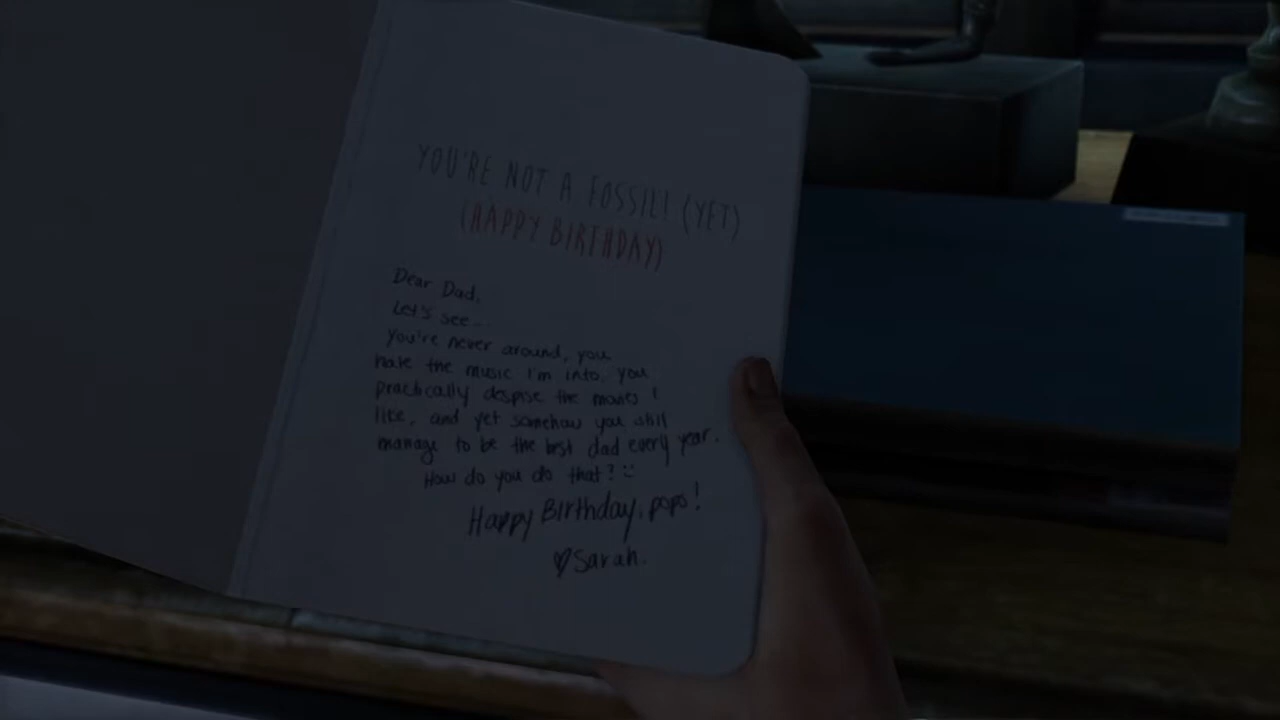 YOU'RE NOT A FOSSIL! (YET)
(HAPPY BIRTHDAY)
Dear Dad,
Let's see...
You're never around, you
hate the music I'm into, you
practically despise the movies I
like, and yet somehow you still
manage to be the best dad every year.
How do you do that? :)
Happy Birthday, papa!
♡ Sarah.